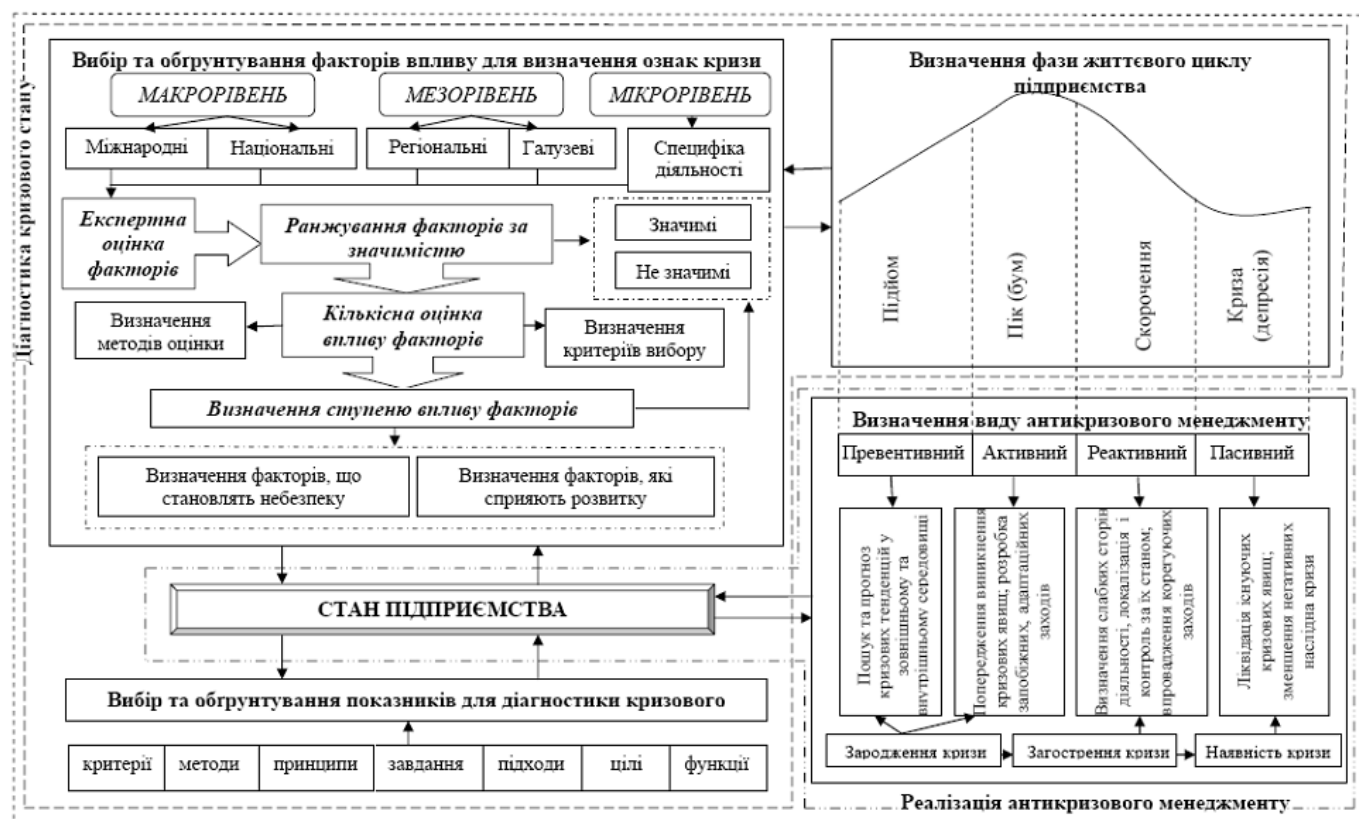 Діагностика кризового стану
Вибір та обґрунтування факторів впливу для визначення ознак кризи
МАКРОРІВЕНЬ
МЕЗОРІВЕНЬ
МІКРОРІВЕНЬ
Міжнародні
Національні
Регіональні
Галузеві
Специфіка
діяльності
Експертна
оцінка
факторів
Ранжування факторів за
значимістю
Значимі
Не значимі
Визначення
методів оцінки
Кількісна оцінка
впливу факторів
Визначення
критеріїв вибору
Визначення ступеню впливу факторів
Визначення факторів, що
становлять небезпеку
Визначення факторів, які
сприяють розвитку
СТАН ПІДПРИЄМСТВА
Вибір та обґрунтування показників для діагностики кризового
критерії
методи
принципи
завдання
підходи
цілі
функції
Визначення фази життєвого циклу
підприємства
Підйом
Пік (бум)
Скорочення
Криза
(депресія)
Визначення виду антикризового менеджменту
Превентивний
Активний
Реактивний
Пасивний
Пошук та прогноз
кризових тенденцій у
зовнішньому та
внутрішньому середовищі
Попередження виникнення
кризових явищ; розробка
запобіжних, адаптаційних
заходів
Визначення слабких сторін
діяльності, локалізація і
контроль за їх станом;
впровадження корегуючих
заходів
Ліквідація існуючих
кризових явищ;
зменшення негативних
наслідна кризи
Зародження кризи
Загострення кризи
Наявність кризи
Реалізація антикризового менеджменту